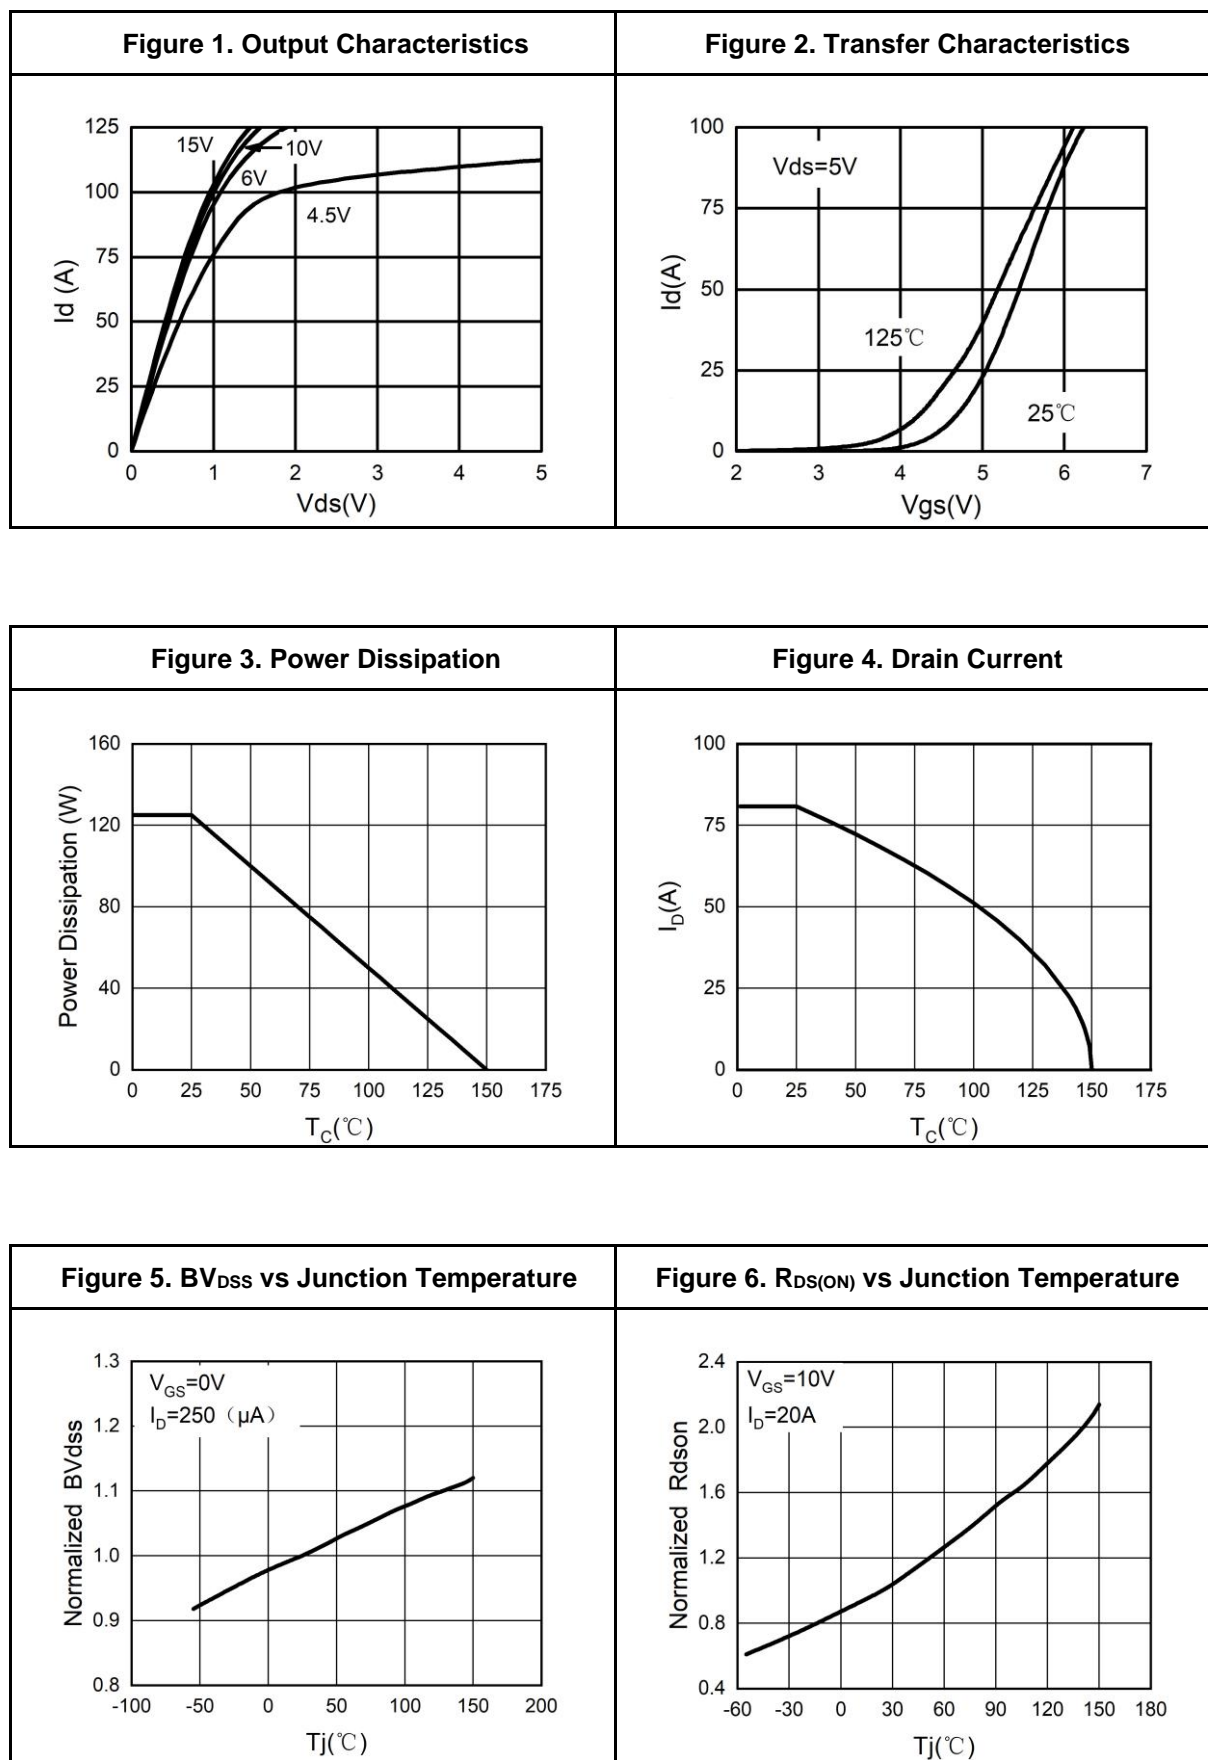 Figure 1. Output Characteristics
Figure 2. Transfer Characteristics
125
100
75
50
25
0
Id (A)
15V
10V
6V
4.5V
0 1 2 3 4 5
Vds(V)
100
75
50
25
0
Id(A)
Vds=5V
125℃
25℃
2 3 4 5 6 7
Vgs(V)
Figure 3. Power Dissipation
Figure 4. Drain Current
160
120
80
40
0
Power Dissipation (W)
0 25 50 75 100 125 150 175
TC(℃)
100
75
50
25
0
ID(A)
0 25 50 75 100 125 150 175
TC(℃)
Figure 5. BVDSS vs Junction Temperature
Figure 6. RDS(ON) vs Junction Temperature
1.3
1.2
1.1
1.0
0.9
0.8
Normalized BVdss
VGS=0V
ID=250（μA）
-100 -50 0 50 100 150 200
Tj(℃)
2.4
2.0
1.6
1.2
0.8
0.4
Normalized Rdson
VGS=10V
ID=20A
-60 -30 0 30 60 90 120 150 180
Tj(℃)